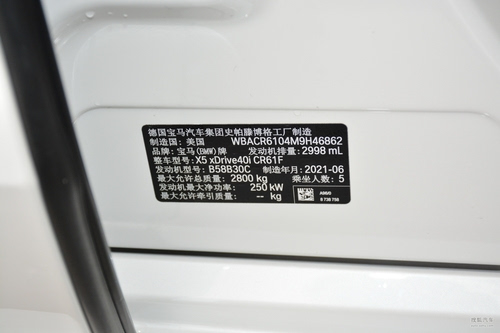 德国宝马汽车集团史帕滕博格工厂制造
制造国: 美国 WBACR6104M9H46862
品牌: 宝马(BMW)牌 发动机排量: 2998 mL
整车型号: X5 xDrive40i CR61F
发动机型号: B58B30C 制造年月: 2021-06
最大允许总质量: 2800 kg 乘坐人数: 5
发动机最大净功率: 250 kW
最大允许牵引质量: -- kg